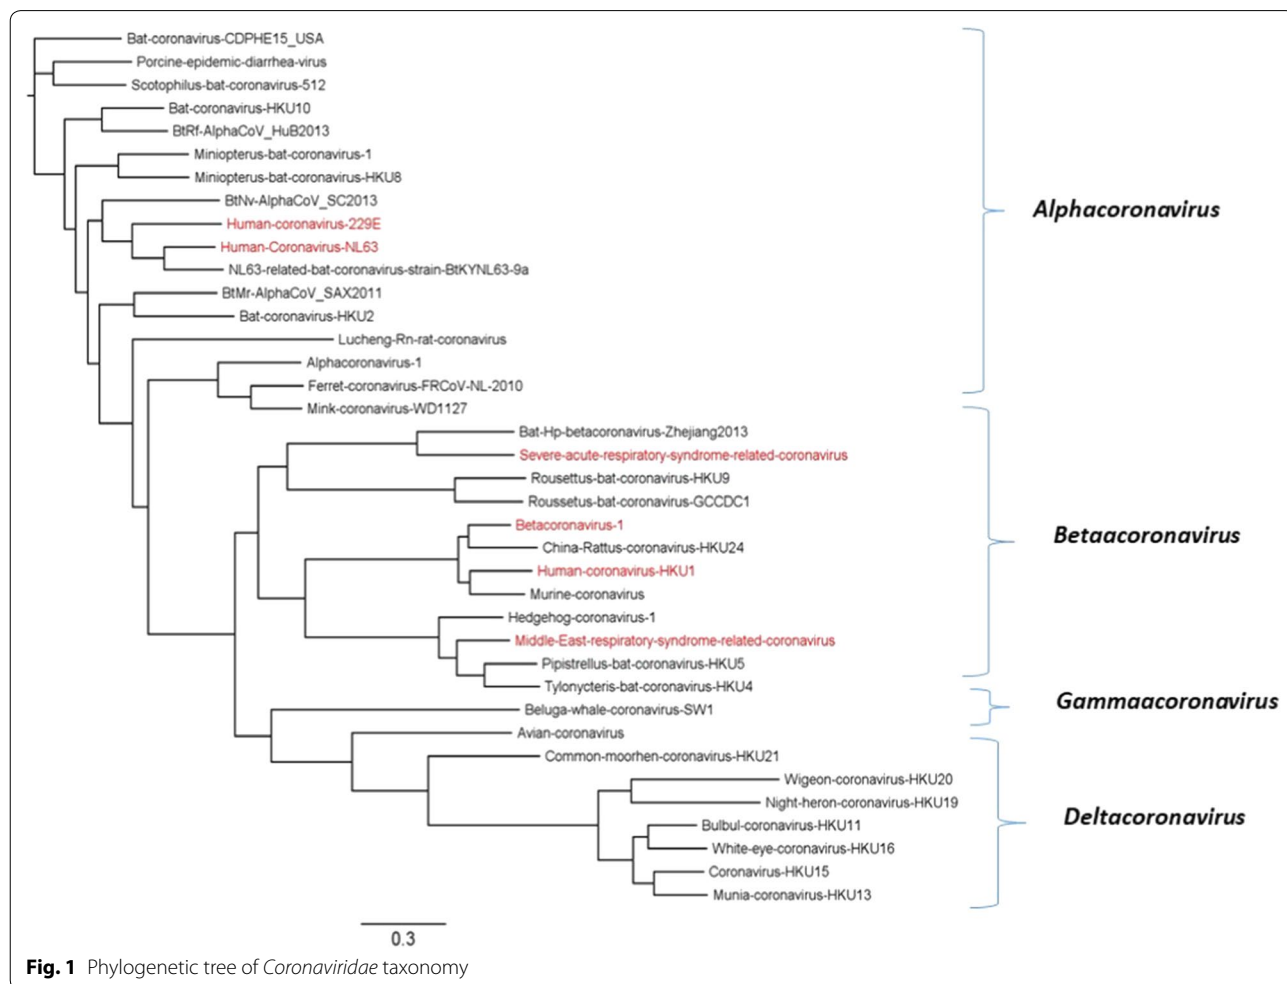 Bat-coronavirus-CDPHE15_USA
Porcine-epidemic-diarrhea-virus
Scotophilus-bat-coronavirus-512
Bat-coronavirus-HKU10
BtRf-AlphaCoV_HuB2013
Miniopterus-bat-coronavirus-1
Miniopterus-bat-coronavirus-HKU8
BtNv-AlphaCoV_SC2013
Human-coronavirus-229E
Human-Coronavirus-NL63
NL63-related-bat-coronavirus-strain-BtKYNL63-9a
BtMr-AlphaCoV_SAX2011
Bat-coronavirus-HKU2
Lucheng-Rn-rat-coronavirus
Alphacoronavirus-1
Ferret-coronavirus-FRCoV-NL-2010
Mink-coronavirus-WD1127
Alphacoronavirus
Bat-Hp-betacoronavirus-Zhejiang2013
Severe-acute-respiratory-syndrome-related-coronavirus
Rousettus-bat-coronavirus-HKU9
Roussetus-bat-coronavirus-GCCDC1
Betacoronavirus-1
China-Rattus-coronavirus-HKU24
Human-coronavirus-HKU1
Murine-coronavirus
Hedgehog-coronavirus-1
Middle-East-respiratory-syndrome-related-coronavirus
Pipistrellus-bat-coronavirus-HKU5
Tylonycteris-bat-coronavirus-HKU4
Betaacoronavirus
Beluga-whale-coronavirus-SW1
Gammaacoronavirus
Avian-coronavirus
Common-moorhen-coronavirus-HKU21
Wigeon-coronavirus-HKU20
Night-heron-coronavirus-HKU19
Bulbul-coronavirus-HKU11
White-eye-coronavirus-HKU16
Coronavirus-HKU15
Munia-coronavirus-HKU13
Deltacoronavirus
0.3
Fig. 1 Phylogenetic tree of Coronaviridae taxonomy